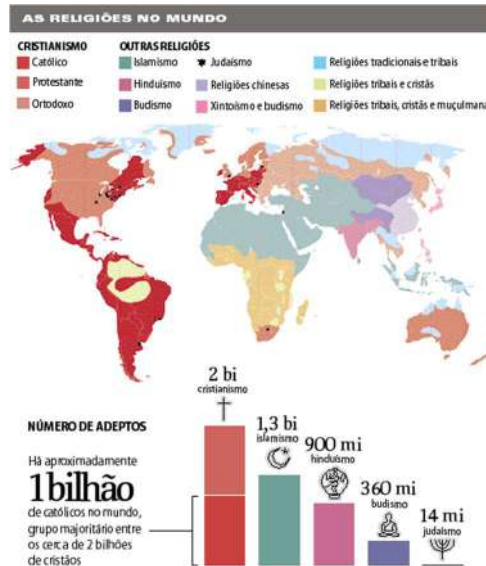 AS RELIGIÕES NO MUNDO
CRISTIANISMO
Católico
Protestante
Ortodoxo
OUTRAS RELIGIÕES
Islamismo
Hinduísmo
Budismo
Judaísmo
Religiões chinesas
Xintoísmo e budismo
Religiões tradicionais e tribais
Religiões tribais e cristãs
Religiões tribais, cristãs e muçulmana
NÚMERO DE ADEPTOS
Há aproximadamente
1 bilhão
de católicos no mundo,
grupo majoritário entre
os cerca de 2 bilhões
de cristãos
2 bi
cristianismo
1,3 bi
islamismo
900 mi
hinduísmo
360 mi
budismo
14 mi
judaísmo